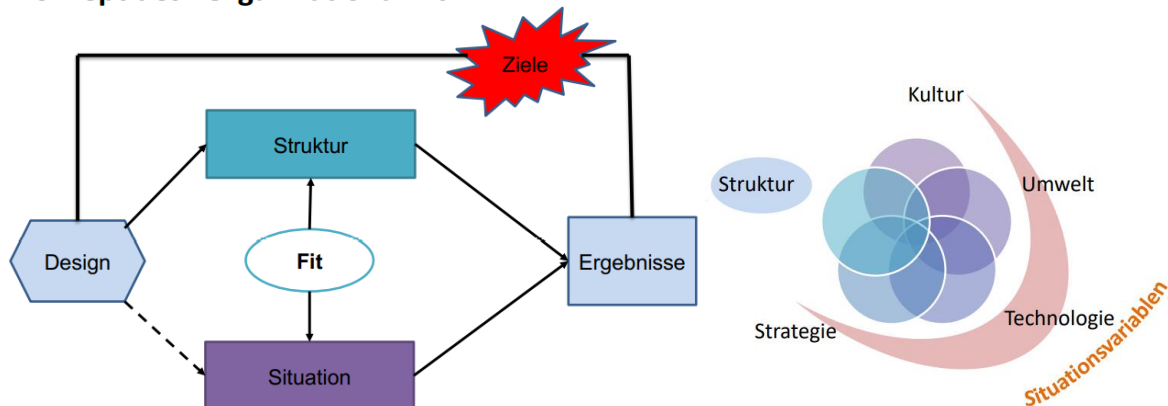 Ziele
Struktur
Design
Fit
Ergebnisse
Situation
Kultur
Struktur
Umwelt
Technologie
Strategie
Situationsvariablen